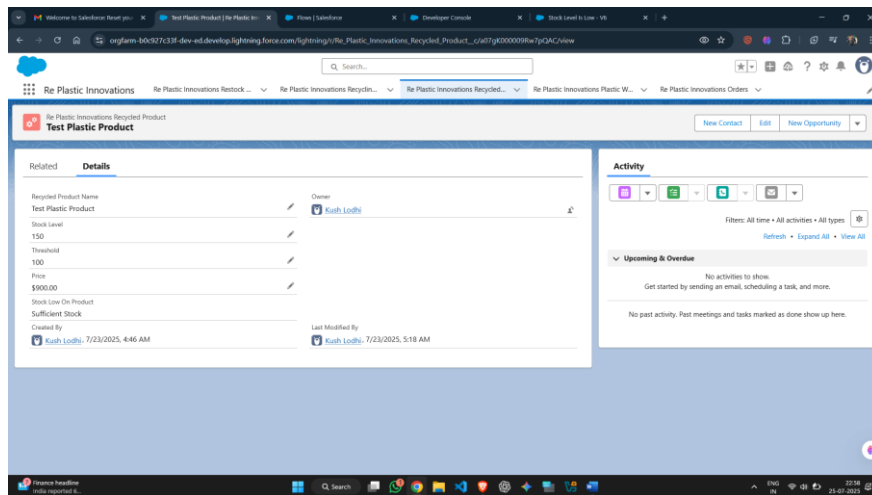 Welcome to Salesforce: Reset you
Test Plastic Product | Re Plastic Inn
Flows | Salesforce
Developer Console
Stock Level Is Low - V6
orgfarm-b0c927c33f-dev-ed.develop.lightning.force.com/lightning/r/Re_Plastic_Innovations_Recycled_Product__c/a07gK000009Rw7pQAC/view
Search...
Re Plastic Innovations
Re Plastic Innovations Restock ...
Re Plastic Innovations Recyclin...
Re Plastic Innovations Recycled...
Re Plastic Innovations Plastic W...
Re Plastic Innovations Orders
Re Plastic Innovations Recycled Product
Test Plastic Product
New Contact
Edit
New Opportunity
Related
Details
Recycled Product Name
Test Plastic Product
Owner
Kush Lodhi
Stock Level
150
Threshold
100
Price
$900.00
Stock Low On Product
Sufficient Stock
Created By
Kush Lodhi, 7/23/2025, 4:46 AM
Last Modified By
Kush Lodhi, 7/23/2025, 5:18 AM
Activity
Filters: All time • All activities • All types
Refresh • Expand All • View All
Upcoming & Overdue
No activities to show.
Get started by sending an email, scheduling a task, and more.
No past activity. Past meetings and tasks marked as done show up here.
Finance headline
India reported 6...
Search
ENG
IN
22:58
25-07-2025